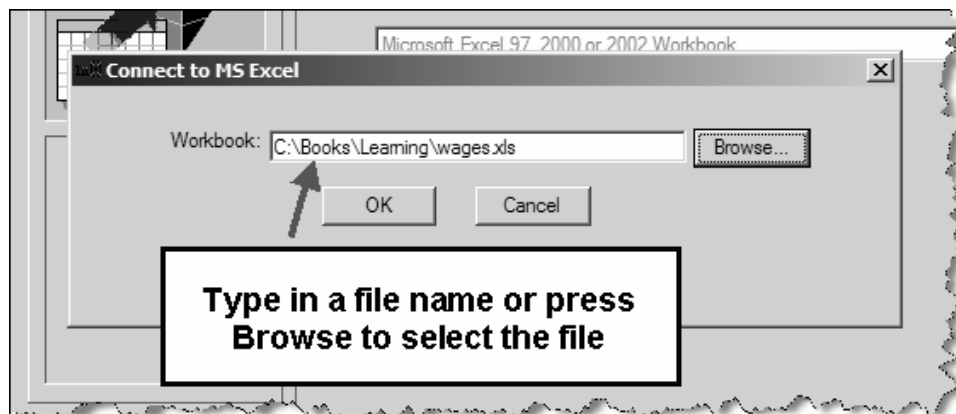 Microsoft Excel 97, 2000 or 2002 Workbook
Connect to MS Excel
Workbook: C:\Books\Learning\wages.xls Browse...
OK Cancel
Type in a file name or press
Browse to select the file